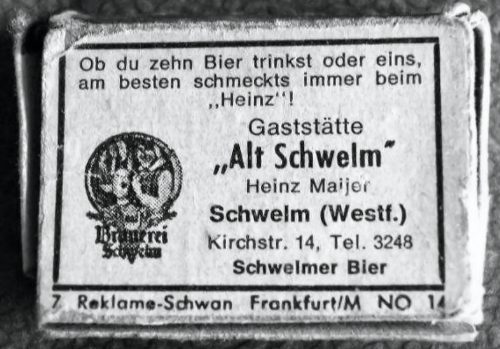 Ob du zehn Bier trinkst oder eins,
am besten schmeckts immer beim
„Heinz“!
Gaststätte
„Alt Schwelm”
Heinz Maijer
Schwelm (Westf.)
Kirchstr. 14, Tel. 3248
Schwelmer Bier
Brauerei
Schwelm
7 Reklame-Schwan Frankfurt/M NO 14